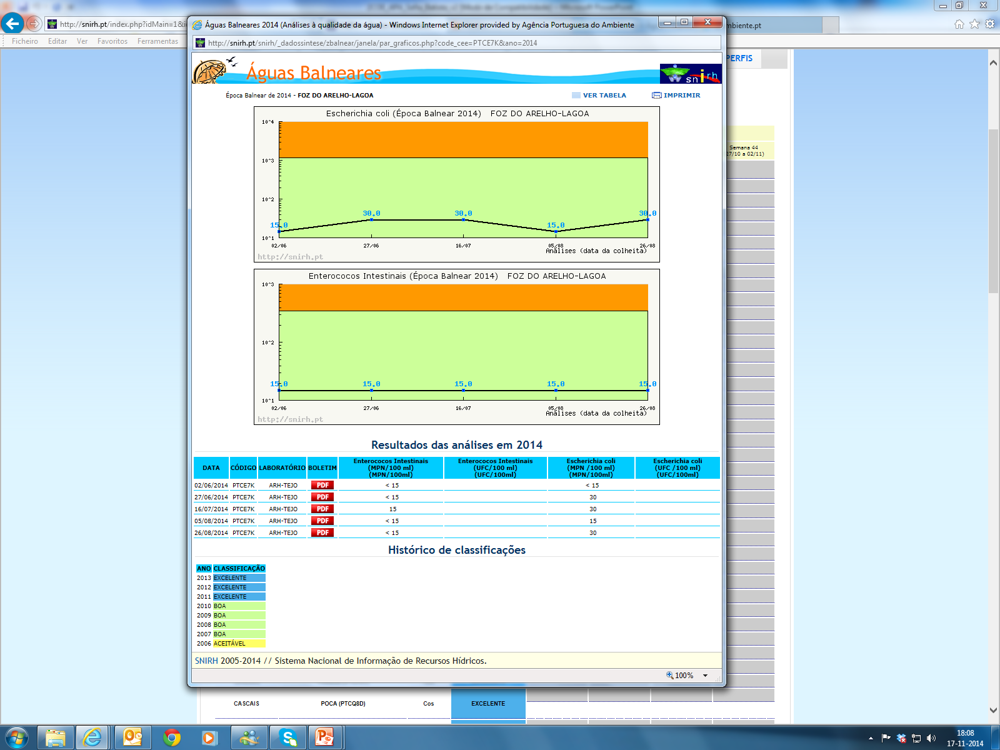 http://snirh.pt/index.php?idMain=1&i
Águas Balneares 2014 (Análises à qualidade da água) - Windows Internet Explorer provided by Agência Portuguesa do Ambiente
mbiente.pt
Ficheiro Editar Ver Favoritos Ferramentas
http://snirh.pt/snirh/_dadossintese/zbalnear/janela/par_graficos.php?code_cee=PTCE7K&ano=2014
PERFIS
Águas Balneares
snirh
Época Balnear de 2014 - FOZ DO ARELHO-LAGOA
VER TABELA
IMPRIMIR
Escherichia coli (Época Balnear 2014) FOZ DO ARELHO-LAGOA
10^4
10^3
10^2
10^1
15.0 30.0 30.0 15.0 30.0
02/06 27/06 16/07 05/08 26/08
Análises (data da colheita)
http://snirh.pt
Semana 44
27/10 a 02/11)
Enterococos Intestinais (Época Balnear 2014) FOZ DO ARELHO-LAGOA
10^3
10^2
10^1
15.0 15.0 15.0 15.0 15.0
02/06 27/06 16/07 05/08 26/08
Análises (data da colheita)
http://snirh.pt
Resultados das análises em 2014
DATA CÓDIGO LABORATÓRIO BOLETIM Enterococos Intestinais (MPN/100 ml) (MPN/100ml) Enterococos Intestinais (UFC/100 ml) (UFC/100ml) Escherichia coli (MPN /100 ml) (MPN/100ml) Escherichia coli (UFC /100 ml) (UFC/100ml)
02/06/2014 PTCE7K ARH-TEJO PDF < 15 < 15
27/06/2014 PTCE7K ARH-TEJO PDF < 15 30
16/07/2014 PTCE7K ARH-TEJO PDF 15 30
05/08/2014 PTCE7K ARH-TEJO PDF < 15 15
26/08/2014 PTCE7K ARH-TEJO PDF < 15 30
Histórico de classificações
ANO CLASSIFICAÇÃO
2013 EXCELENTE
2012 EXCELENTE
2011 EXCELENTE
2010 BOA
2009 BOA
2008 BOA
2007 BOA
2006 ACEITÁVEL
SNIRH 2005-2014 // Sistema Nacional de Informação de Recursos Hídricos.
100%
CASCAIS POCA (PTCQ8D) Cos EXCELENTE
18:08
17-11-2014